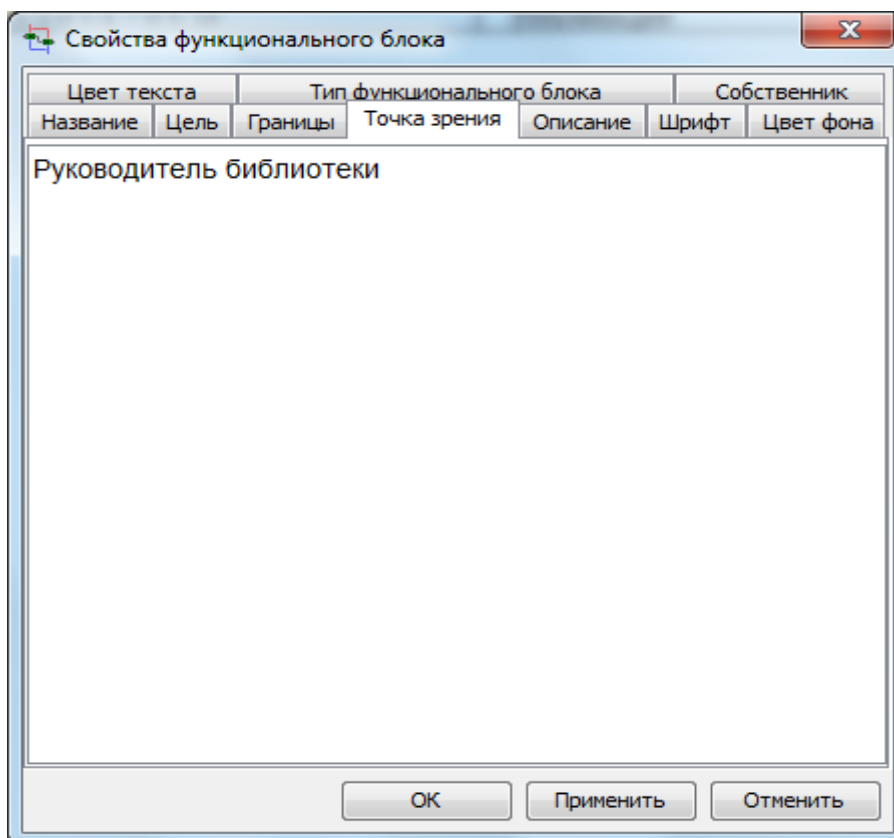 Свойства функционального блока
Цвет текста Тип функционального блока Собственник
Название Цель Границы Точка зрения Описание Шрифт Цвет фона
Руководитель библиотеки
ОК Применить Отменить